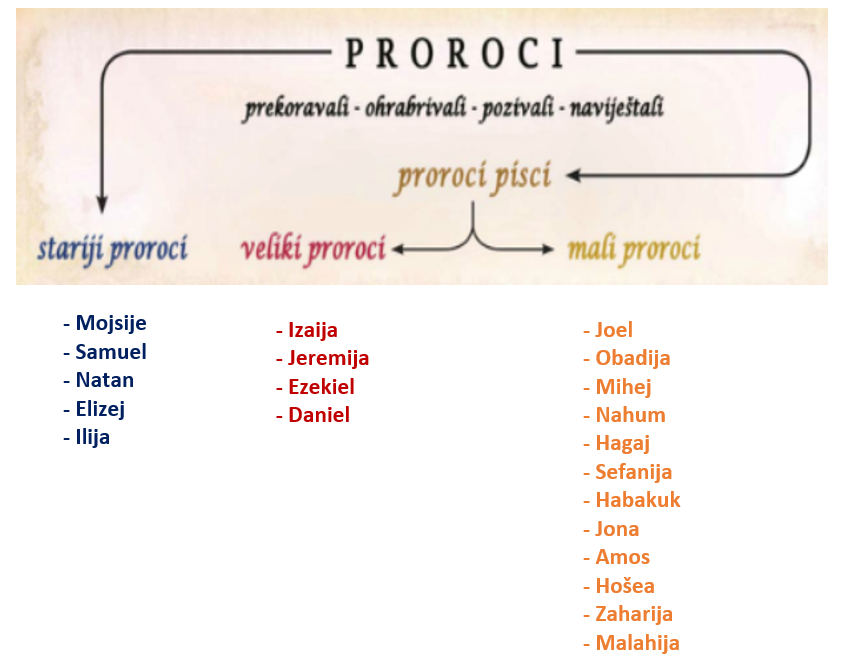 PROROCI
prekoravali - ohrabrivali - pozivali - naviještali
proroci pisci
stariji proroci
veliki proroci
mali proroci
- Mojsije
- Samuel
- Natan
- Elizej
- Ilija
- Izaija
- Jeremija
- Ezekiel
- Daniel
- Joel
- Obadija
- Mihej
- Nahum
- Hagaj
- Sefanija
- Habakuk
- Jona
- Amos
- Hošea
- Zaharija
- Malahija